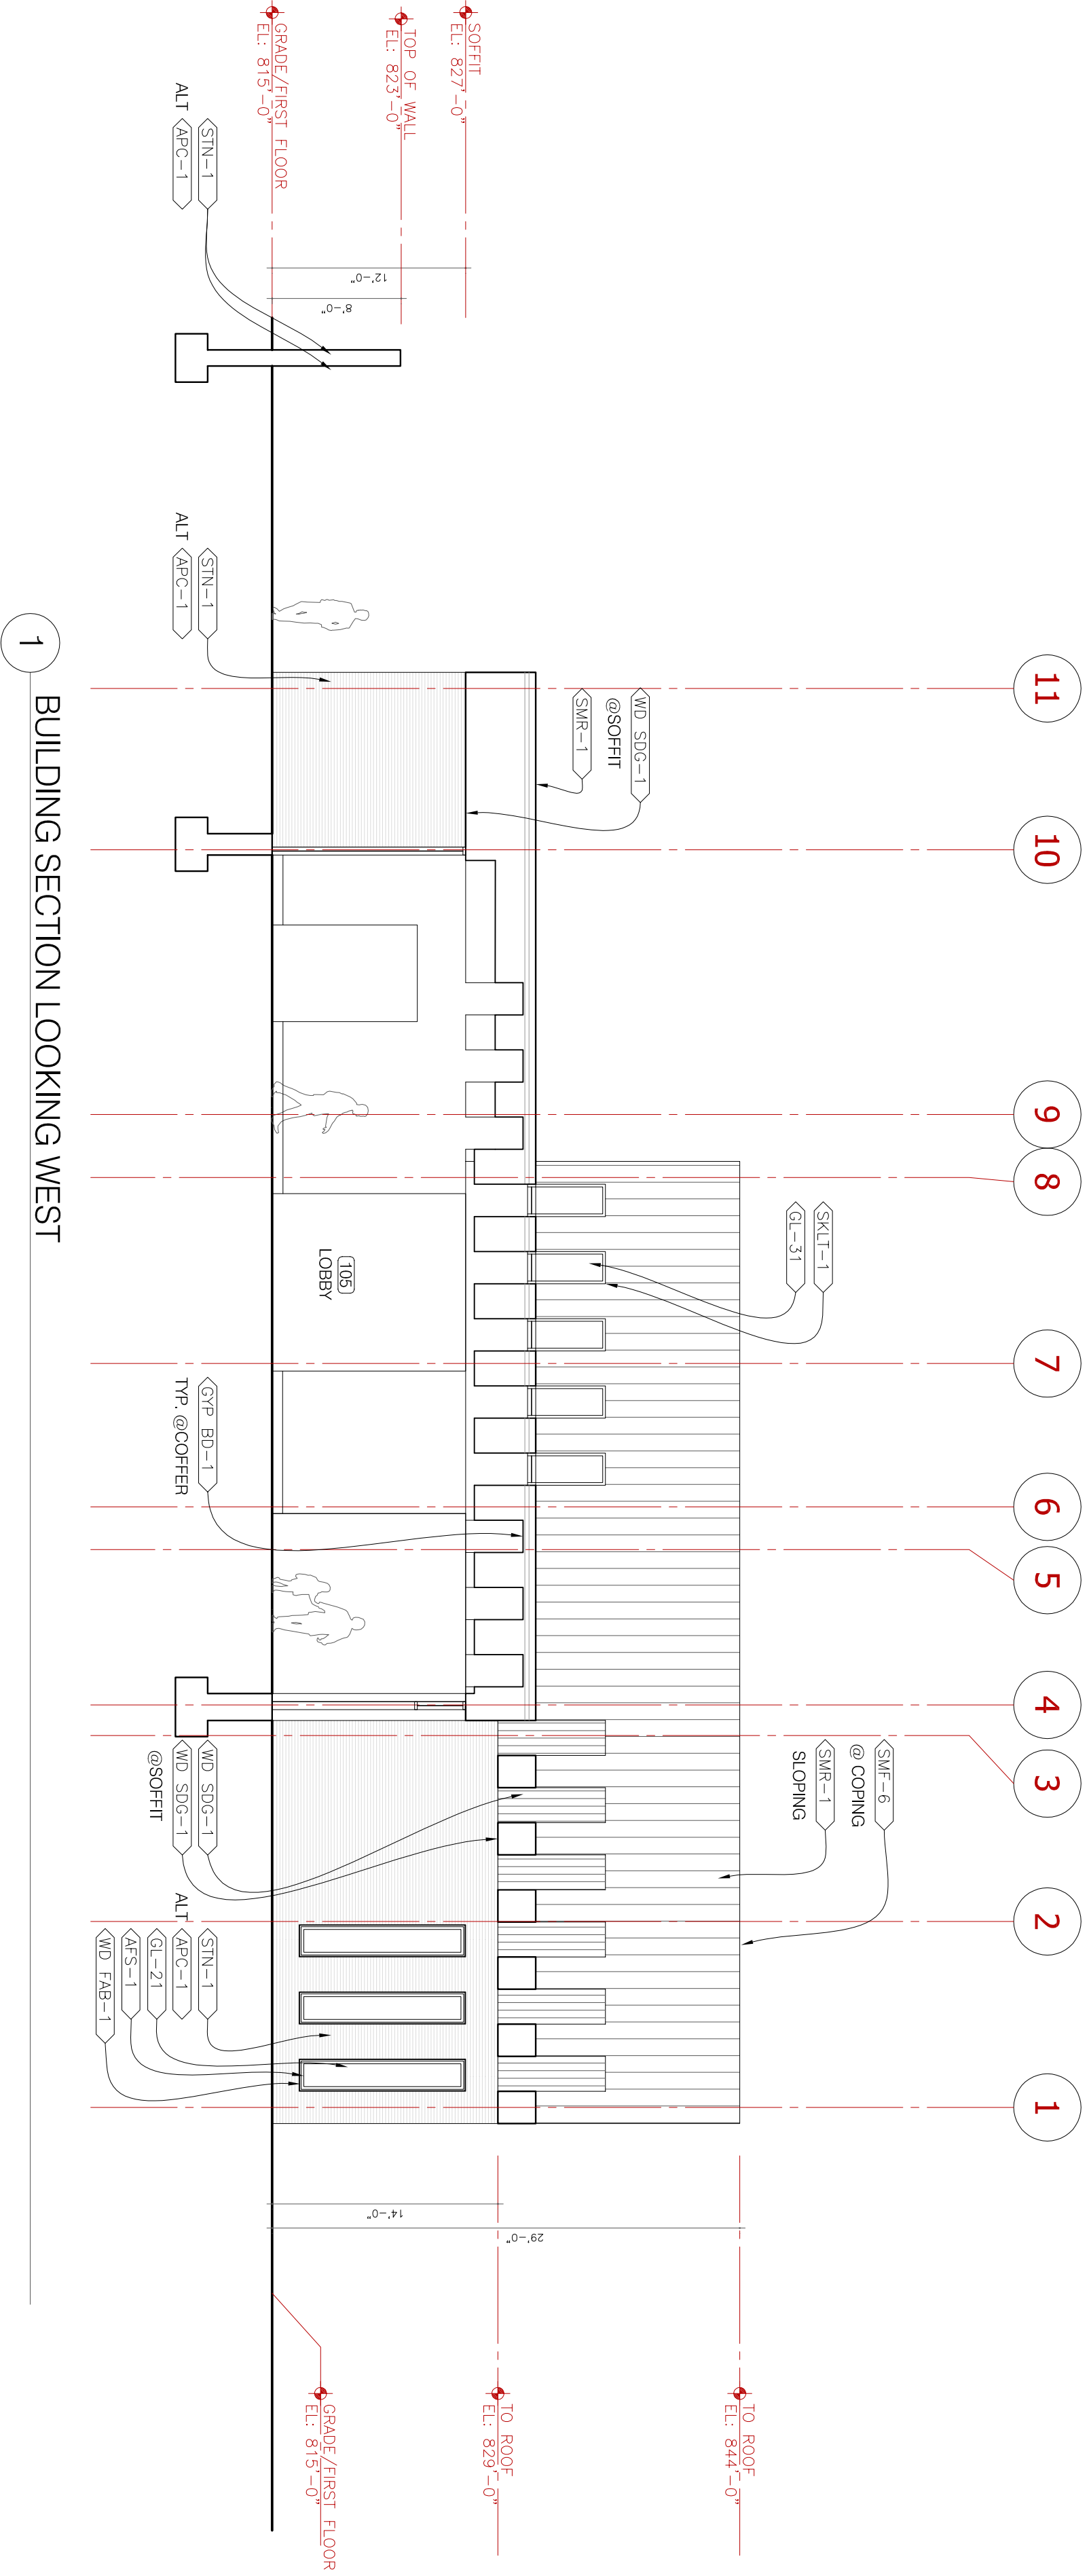 11
10
9
8
7
6
5
4
3
2
1
SOFFIT
EL: 827'-0"
TOP OF WALL
EL: 823'-0"
GRADE/FIRST FLOOR
EL: 815'-0"
12'-0"
8'-0"
STN-1
ALT APC-1
STN-1
ALT APC-1
WD SDG-1
@SOFFIT
SMR-1
SKLT-1
GL-31
105
LOBBY
GYP BD-1
TYP. @COFFER
SMF-6
@ COPING
SMR-1
SLOPING
WD SDG-1
WD SDG-1
@SOFFIT
STN-1
ALT APC-1
GL-21
AFS-1
WD FAB-1
14'-0"
29'-0"
TO ROOF
EL: 844'-0"
TO ROOF
EL: 829'-0"
GRADE/FIRST FLOOR
EL: 815'-0"
1
BUILDING SECTION LOOKING WEST